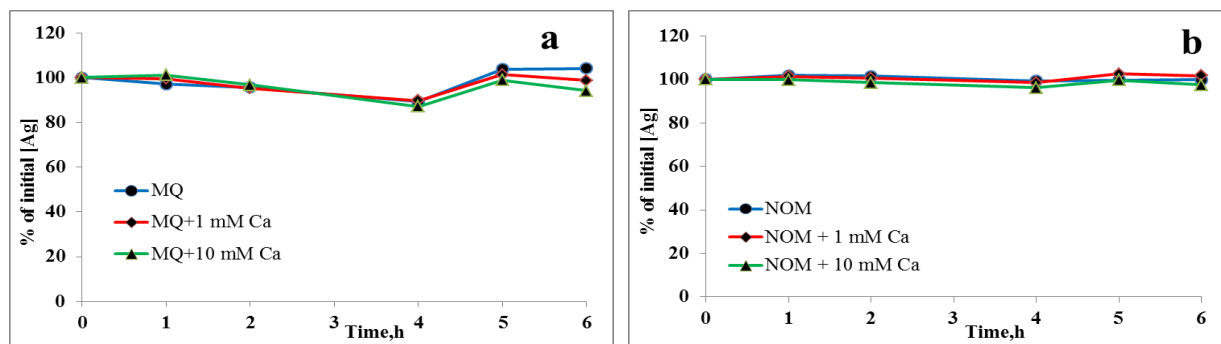 a
% of initial [Ag]
120
100
80
60
40
20
0
MQ
MQ+1 mM Ca
MQ+10 mM Ca
0 1 2 3 4 5 6
Time,h
b
% of initial [Ag]
120
100
80
60
40
20
0
NOM
NOM + 1 mM Ca
NOM + 10 mM Ca
0 1 2 3 4 5 6
Time,h